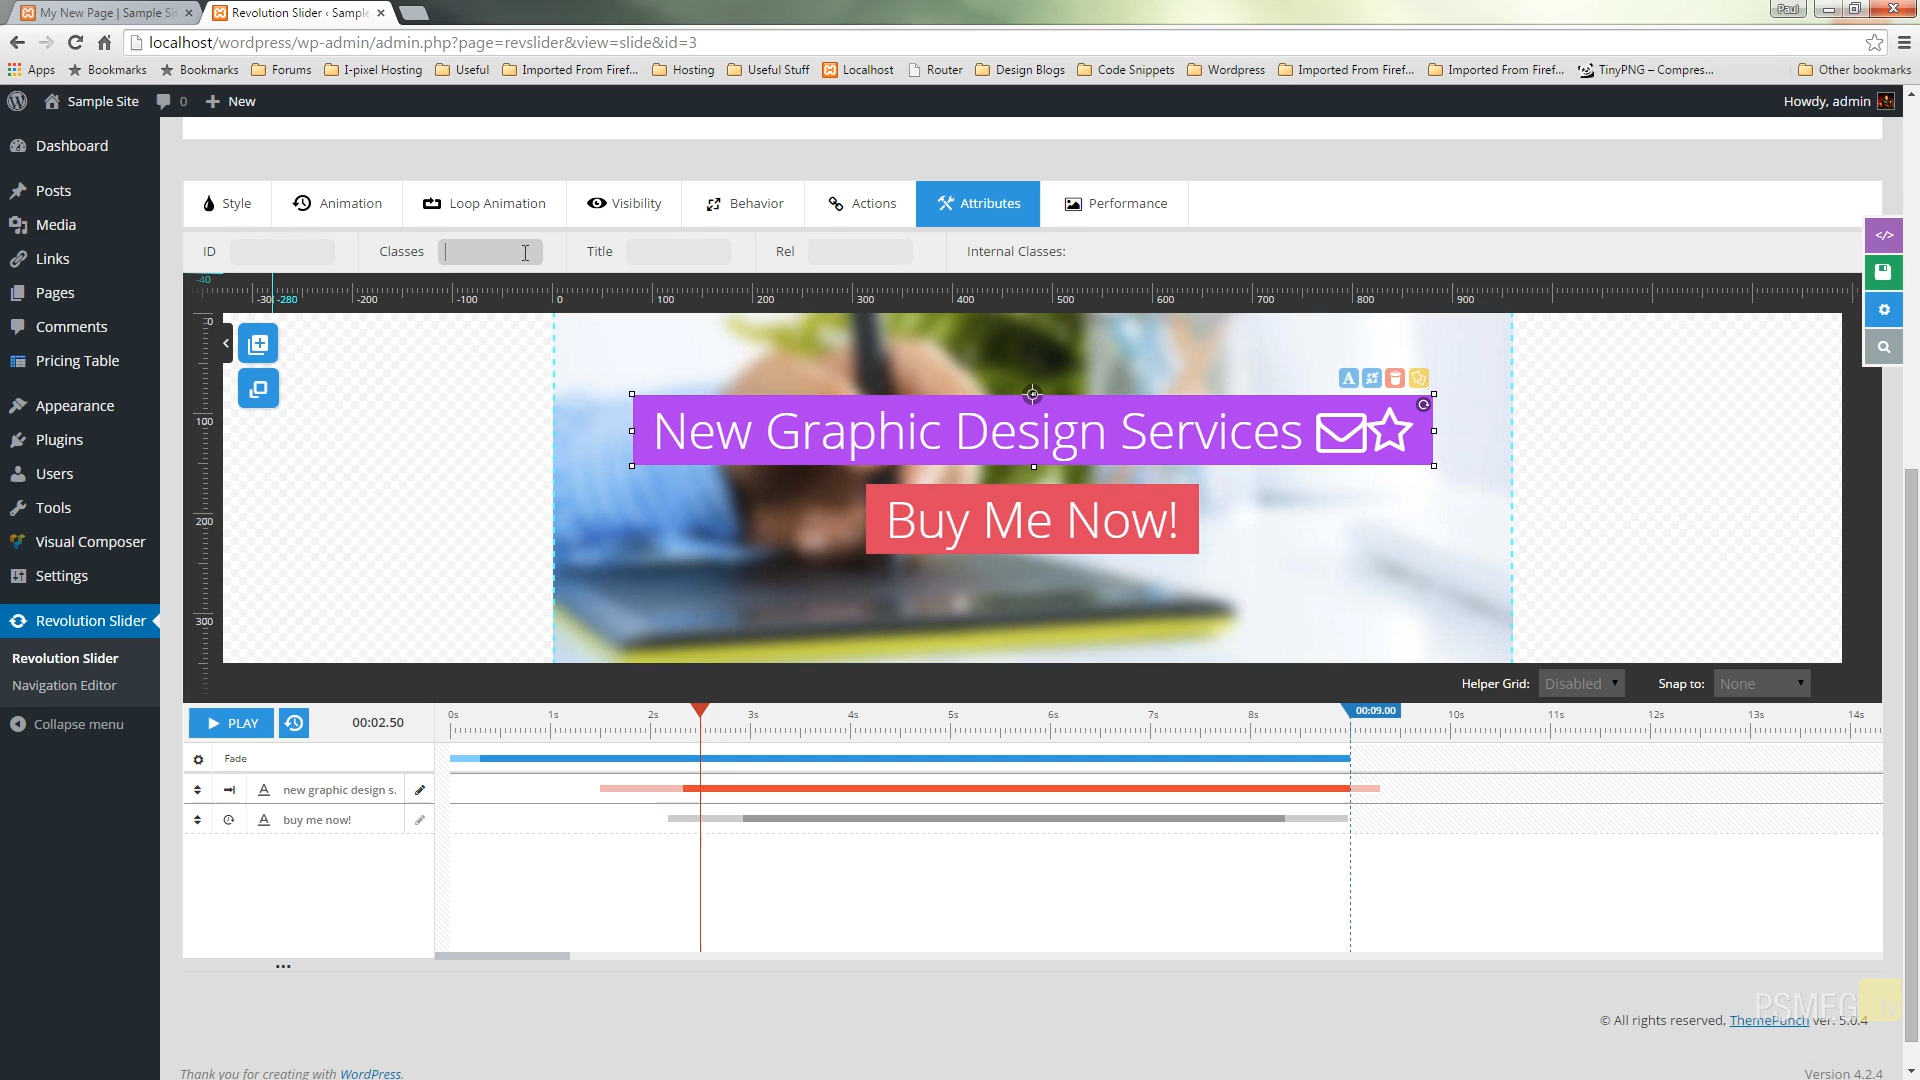 My New Page | Sample Sit
Revolution Slider ‹ Sample
Paul
localhost/wordpress/wp-admin/admin.php?page=revslider&view=slide&id=3
Apps Bookmarks Bookmarks Forums I-pixel Hosting Useful Imported From Firef... Hosting Useful Stuff Localhost Router Design Blogs Code Snippets Wordpress Imported From Firef... Imported From Firef... TinyPNG – Compres... Other bookmarks
Sample Site 0 New Howdy, admin
Dashboard
Posts
Media
Links
Pages
Comments
Pricing Table
Appearance
Plugins
Users
Tools
Visual Composer
Settings
Revolution Slider
Revolution Slider
Navigation Editor
Collapse menu
Style Animation Loop Animation Visibility Behavior Actions Attributes Performance
ID Classes Title Rel Internal Classes:
</>
-40
-30 -280 -200 -100 0 100 200 300 400 500 600 700 800 900
0
100
200
300
A
New Graphic Design Services
Buy Me Now!
Helper Grid: Disabled Snap to: None
PLAY 00:02.50
0s 1s 2s 3s 4s 5s 6s 7s 8s 00:09.00 10s 11s 12s 13s 14s
Fade
A new graphic design s.
A buy me now!
...
PSMEG tv
© All rights reserved, ThemePunch ver. 5.0.4
Thank you for creating with WordPress.
Version 4.2.4